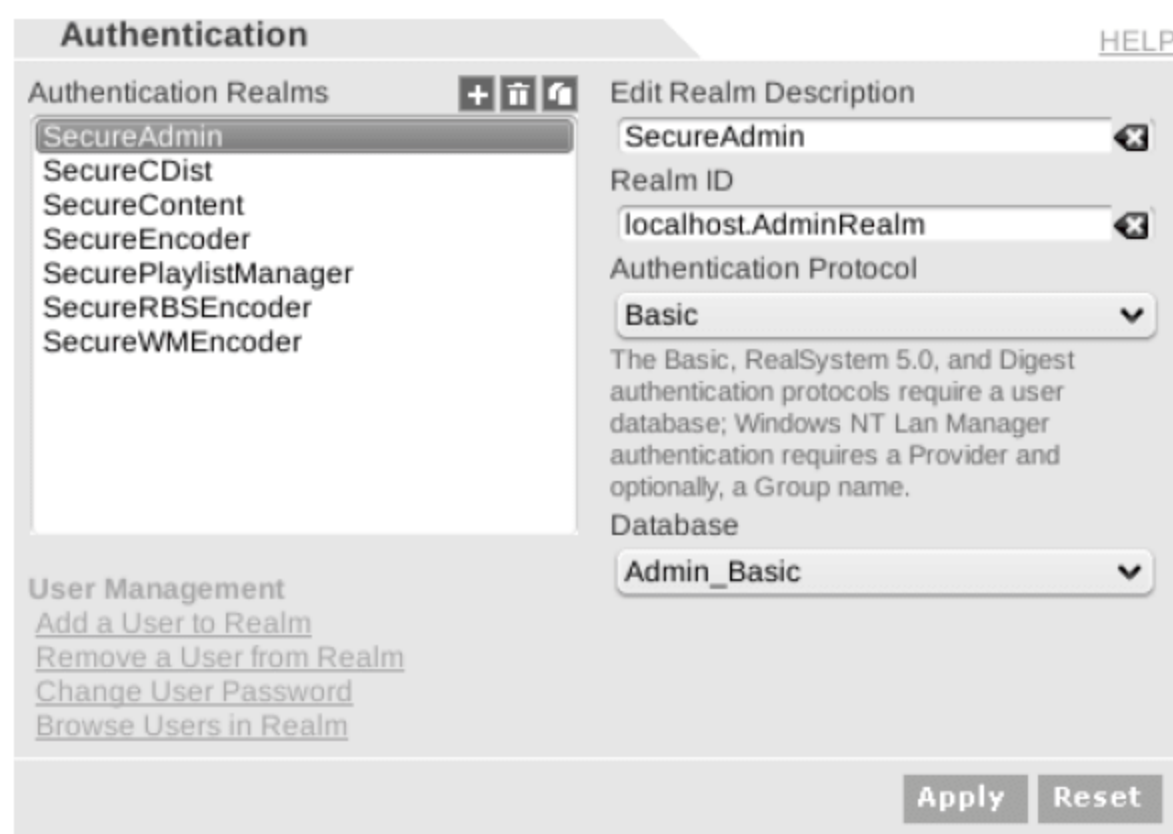 Authentication
HELP
Authentication Realms
SecureAdmin
SecureCDist
SecureContent
SecureEncoder
SecurePlaylistManager
SecureRBSEncoder
SecureWMEncoder
User Management
Add a User to Realm
Remove a User from Realm
Change User Password
Browse Users in Realm
Edit Realm Description
SecureAdmin
Realm ID
localhost.AdminRealm
Authentication Protocol
Basic
The Basic, RealSystem 5.0, and Digest
authentication protocols require a user
database; Windows NT Lan Manager
authentication requires a Provider and
optionally, a Group name.
Database
Admin_Basic
Apply
Reset